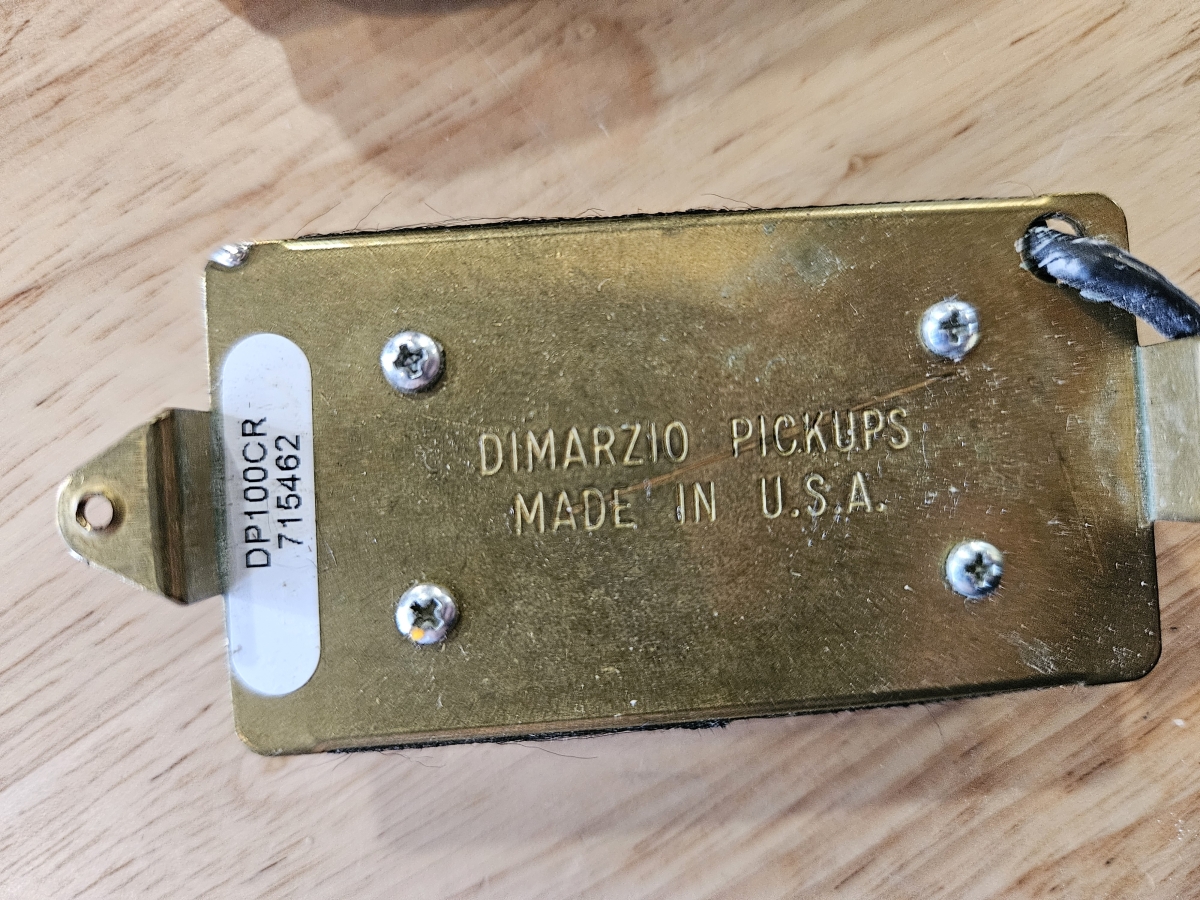 DP100CR
715462
DIMARZIO PICKUPS
MADE IN U.S.A.